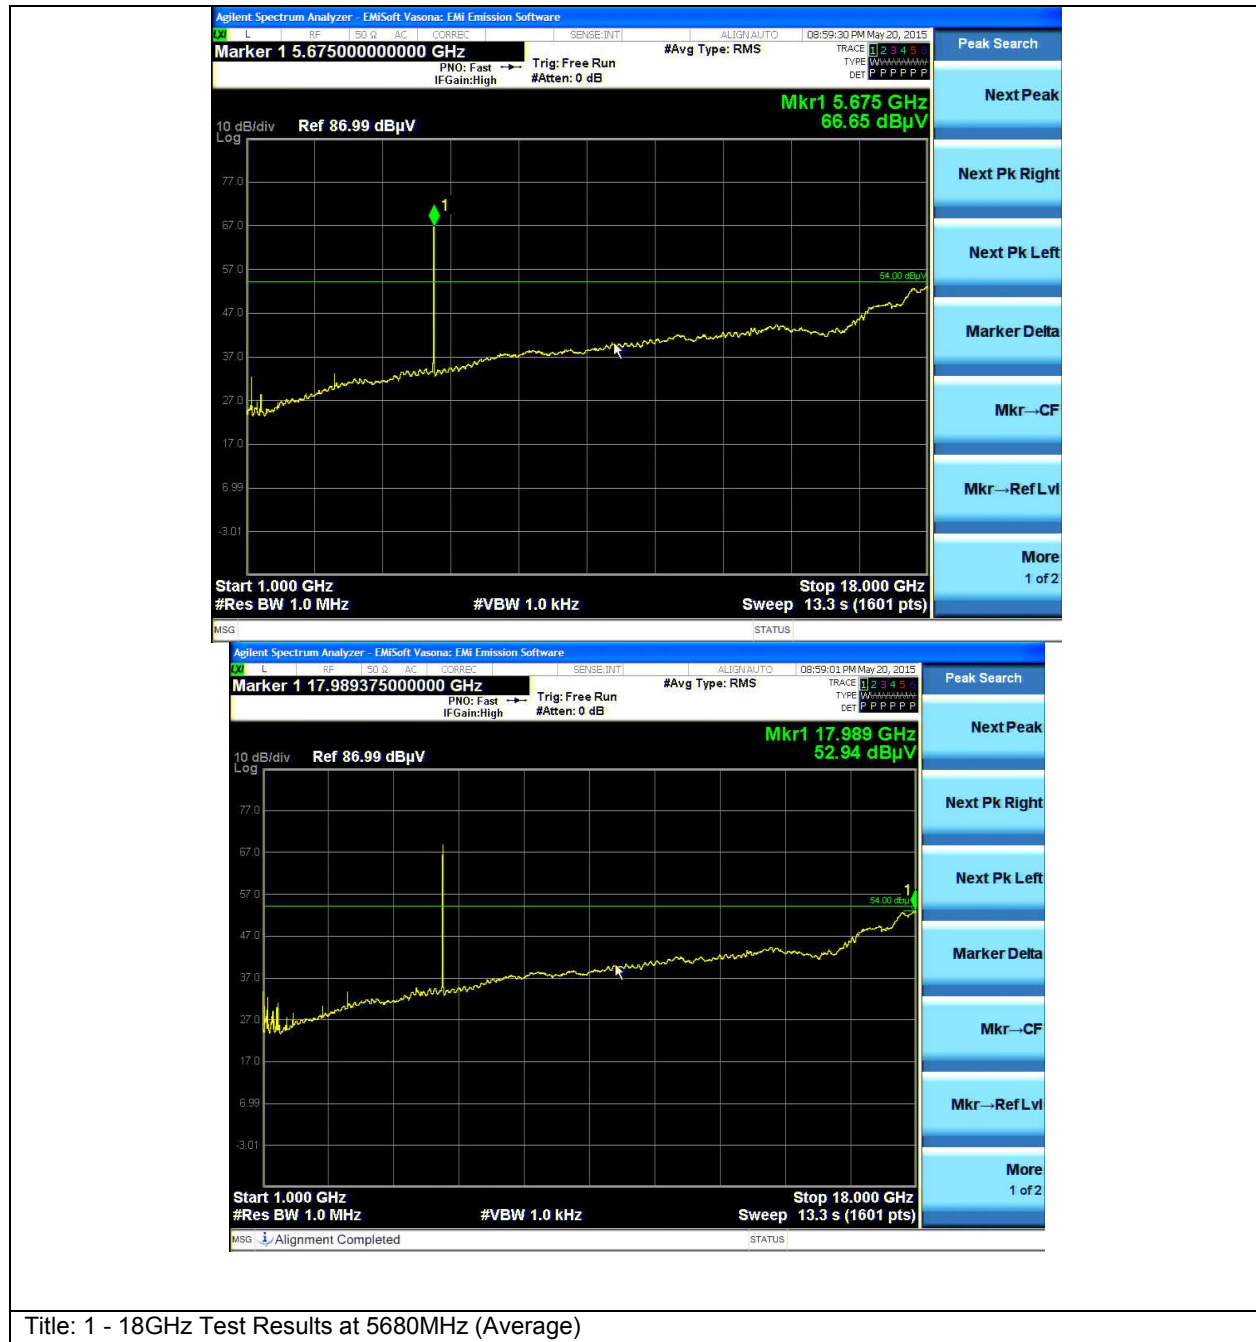 Agilent Spectrum Analyzer - EMiSoft Vasona: EMi Emission Software
LXI L RF 50 Ω AC CORREC SENSE:INT ALIGN AUTO 08:59:30 PM May 20, 2015
Marker 1 5.675000000000 GHz
#Avg Type: RMS
TRACE 1 2 3 4 5 6
PNO: Fast
Trig: Free Run
TYPE W
IFGain:High
#Atten: 0 dB
DET P P P P P P
Peak Search
Mkr1 5.675 GHz
66.65 dBµV
10 dB/div
Log
Ref 86.99 dBµV
77.0
67.0
57.0
47.0
37.0
27.0
17.0
6.99
-3.01
1
54.00 dBµV
Start 1.000 GHz
Stop 18.000 GHz
#Res BW 1.0 MHz
#VBW 1.0 kHz
Sweep 13.3 s (1601 pts)
MSG
STATUS
Next Peak
Next Pk Right
Next Pk Left
Marker Delta
Mkr→CF
Mkr→Ref Lvl
More
1 of 2
Agilent Spectrum Analyzer - EMiSoft Vasona: EMi Emission Software
LXI L RF 50 Ω AC CORREC SENSE:INT ALIGN AUTO 08:59:01 PM May 20, 2015
Marker 1 17.989375000000 GHz
#Avg Type: RMS
TRACE 1 2 3 4 5 6
PNO: Fast
Trig: Free Run
TYPE W
IFGain:High
#Atten: 0 dB
DET P P P P P P
Peak Search
Mkr1 17.989 GHz
52.94 dBµV
10 dB/div
Log
Ref 86.99 dBµV
77.0
67.0
57.0
47.0
37.0
27.0
17.0
6.99
-3.01
1
54.00 dBµ
Start 1.000 GHz
Stop 18.000 GHz
#Res BW 1.0 MHz
#VBW 1.0 kHz
Sweep 13.3 s (1601 pts)
MSG
Alignment Completed
STATUS
Next Peak
Next Pk Right
Next Pk Left
Marker Delta
Mkr→CF
Mkr→Ref Lvl
More
1 of 2
Title: 1 - 18GHz Test Results at 5680MHz (Average)